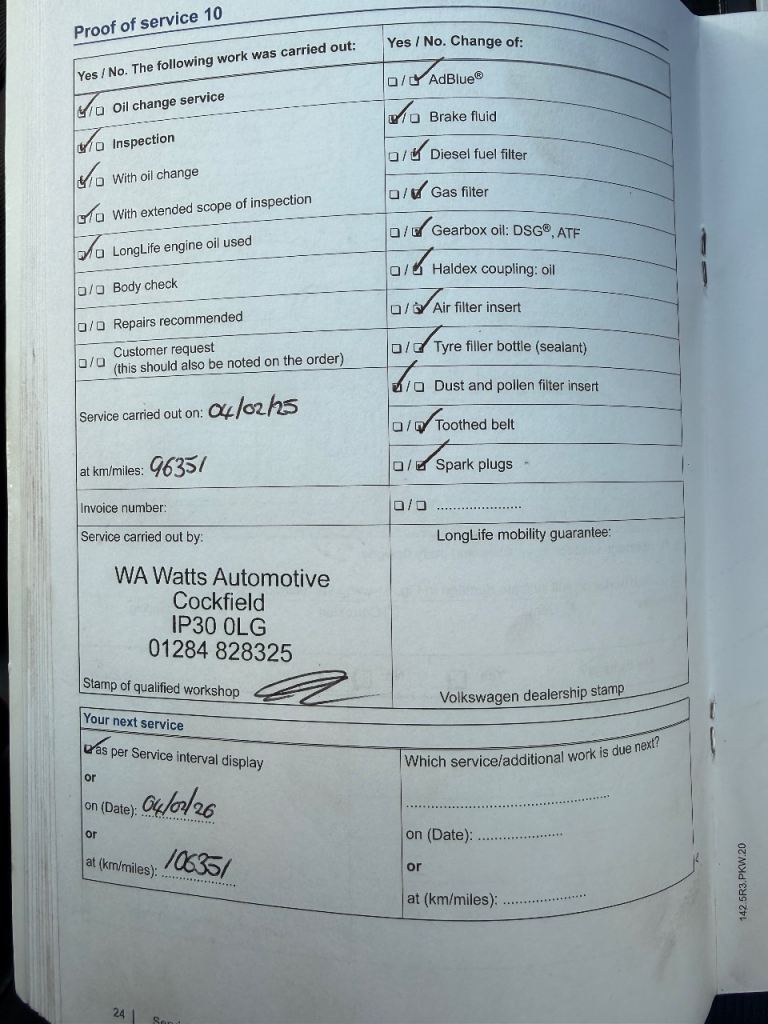 Proof of service 10
Yes / No. The following work was carried out:
☑/☐ Oil change service
☑/☐ Inspection
☑/☐ With oil change
☑/☐ With extended scope of inspection
☑/☐ LongLife engine oil used
☐/☐ Body check
☐/☐ Repairs recommended
☐/☐ Customer request
(this should also be noted on the order)
Service carried out on: 04/02/25
at km/miles: 96351
Invoice number:
Service carried out by:
WA Watts Automotive
Cockfield
IP30 0LG
01284 828325
Stamp of qualified workshop
Yes / No. Change of:
☐/☑ AdBlue®
☑/☐ Brake fluid
☐/☑ Diesel fuel filter
☐/☑ Gas filter
☐/☑ Gearbox oil: DSG®, ATF
☐/☑ Haldex coupling: oil
☐/☑ Air filter insert
☐/☑ Tyre filler bottle (sealant)
☑/☐ Dust and pollen filter insert
☐/☑ Toothed belt
☐/☑ Spark plugs
☐/☐ ......................
LongLife mobility guarantee:
Volkswagen dealership stamp
Your next service
☑ as per Service interval display
or
on (Date): 04/02/26
or
at (km/miles): 106351
Which service/additional work is due next?
on (Date): ......................
or
at (km/miles): ......................
142.5R3.PKW.20
24 |